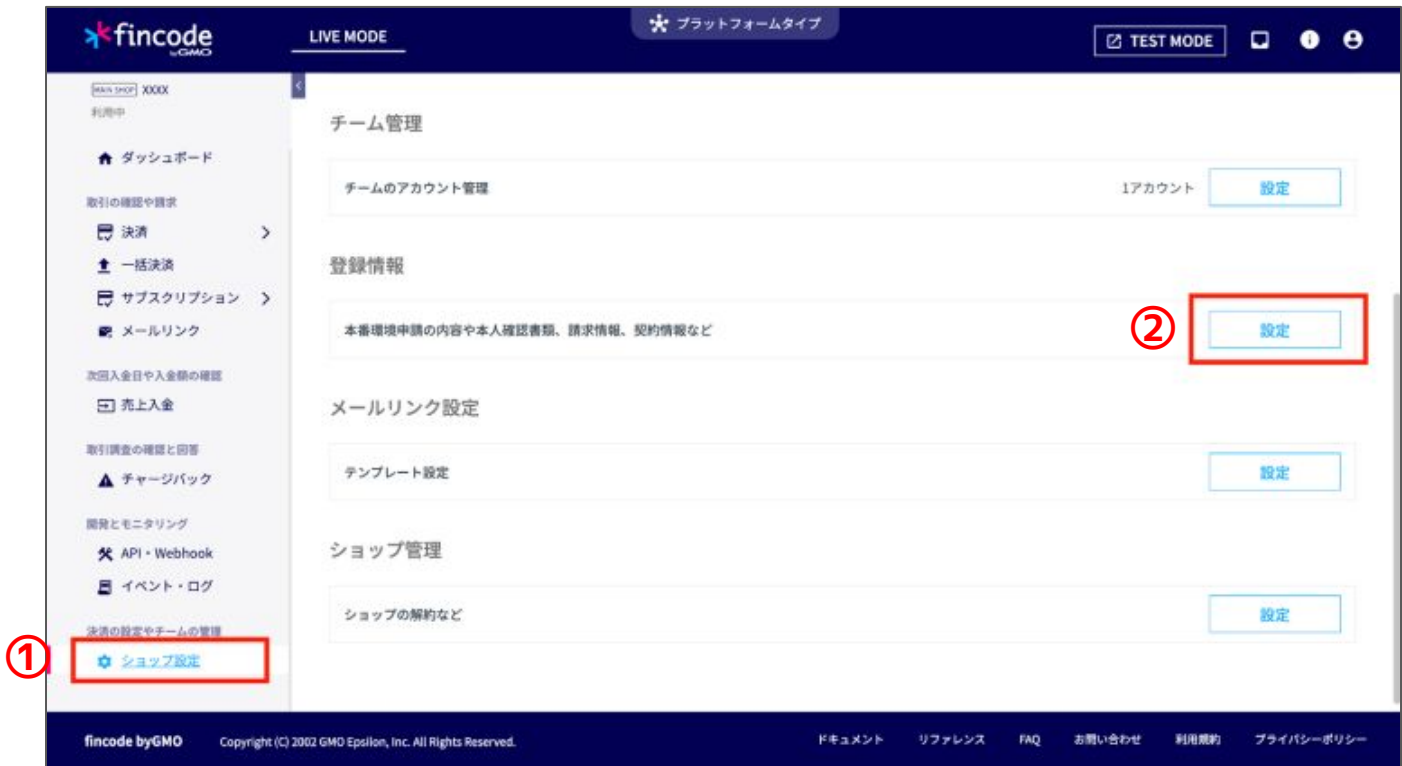 fincode
byGMO
LIVE MODE
プラットフォームタイプ
TEST MODE
MAIN SHOP XXXX
利用中
ダッシュボード
取引の確認や請求
決済
一括決済
サブスクリプション
メールリンク
次回入金日や入金額の確認
売上入金
取引調査の確認と回答
チャージバック
開発とモニタリング
API・Webhook
イベント・ログ
決済の設定やチームの管理
①
ショップ設定
チーム管理
チームのアカウント管理 1アカウント 設定
登録情報
本番環境申請の内容や本人確認書類、請求情報、契約情報など ② 設定
メールリンク設定
テンプレート設定 設定
ショップ管理
ショップの解約など 設定
fincode byGMO Copyright (C) 2002 GMO Epsilon, Inc. All Rights Reserved. ドキュメント リファレンス FAQ お問い合わせ 利用規約 プライバシーポリシー